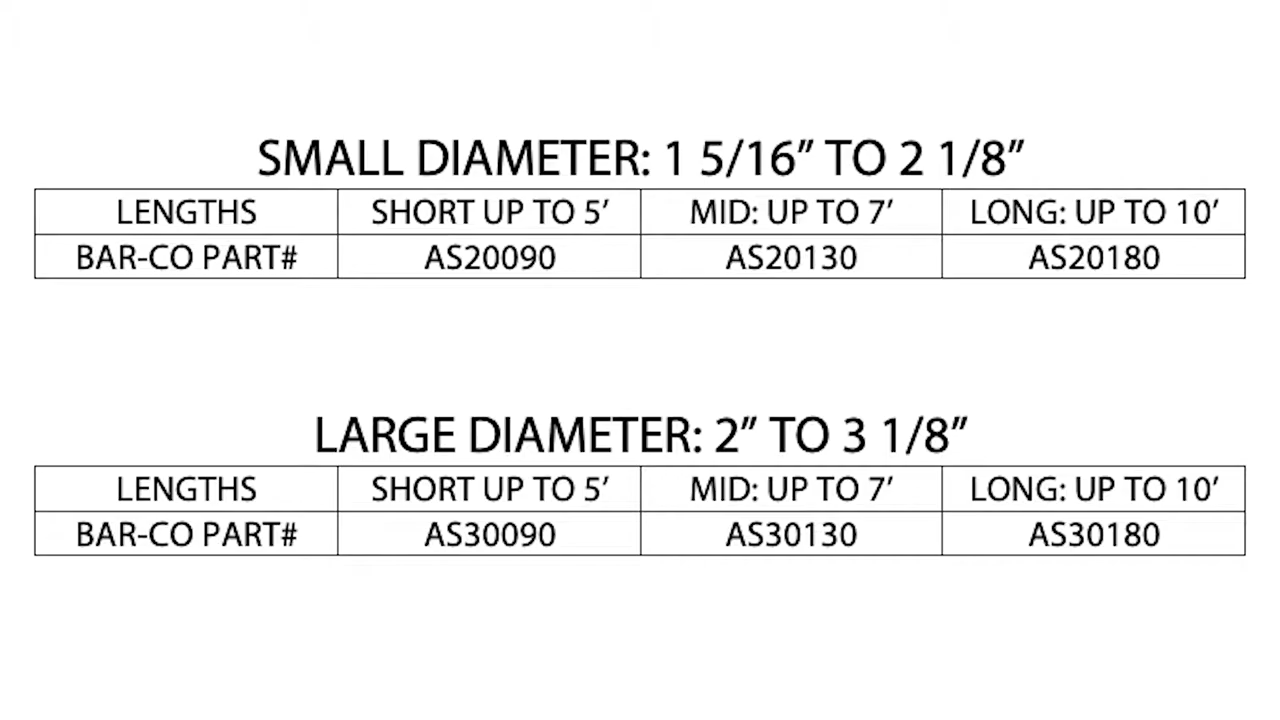 SMALL DIAMETER: 1 5/16” TO 2 1/8”
LENGTHS SHORT UP TO 5’ MID: UP TO 7’ LONG: UP TO 10’
BAR-CO PART# AS20090 AS20130 AS20180
LARGE DIAMETER: 2” TO 3 1/8”
LENGTHS SHORT UP TO 5’ MID: UP TO 7’ LONG: UP TO 10’
BAR-CO PART# AS30090 AS30130 AS30180